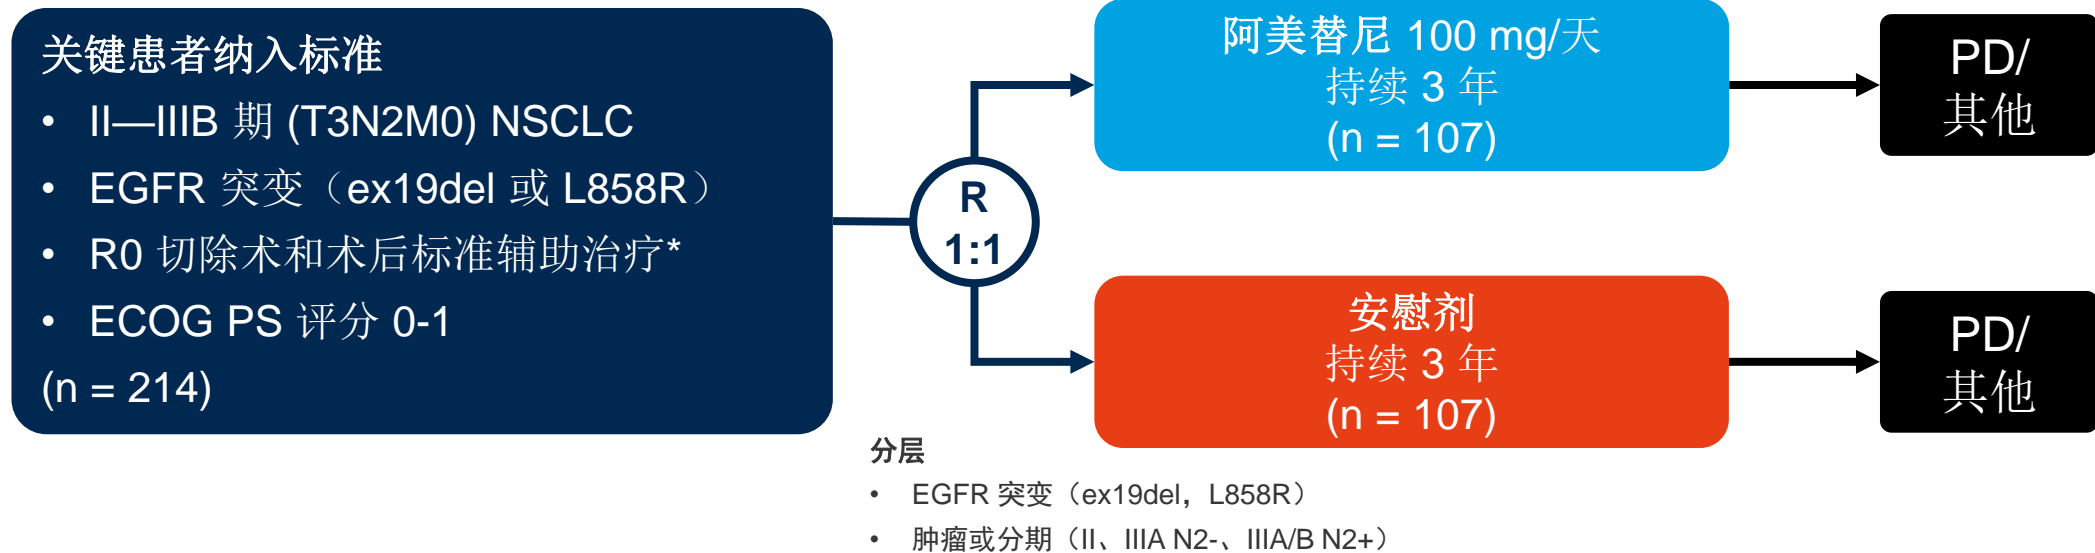 关键患者纳入标准
• II—IIIB 期 (T3N2M0) NSCLC
• EGFR 突变（ex19del 或 L858R）
• R0 切除术和术后标准辅助治疗*
• ECOG PS 评分 0-1
(n = 214)
R
1:1
阿美替尼 100 mg/天
持续 3 年
(n = 107)
PD/
其他
安慰剂
持续 3 年
(n = 107)
PD/
其他
分层
• EGFR 突变（ex19del，L858R）
• 肿瘤或分期（II、IIIA N2-、IIIA/B N2+）